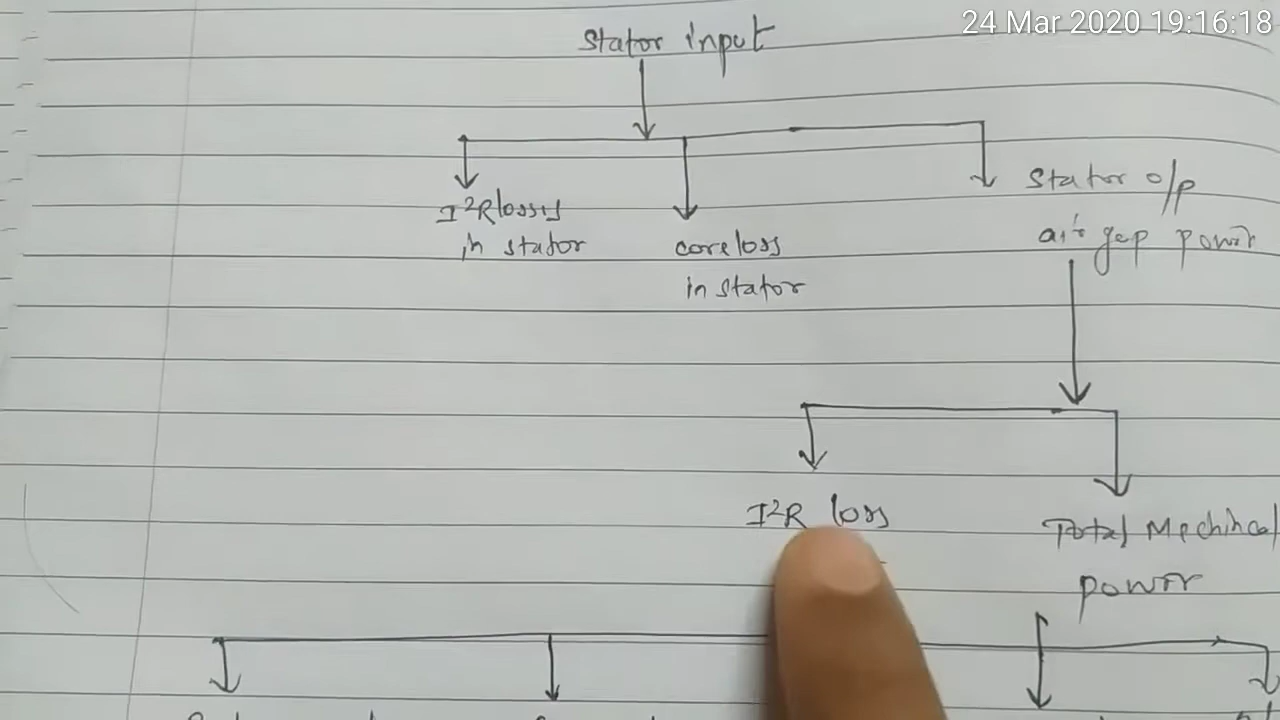 24 Mar 2020 19:16:18
Stator input
I²R losses
in stator
core loss
in stator
Stator o/p
air gap power
I²R loss
Total Mechincal
power